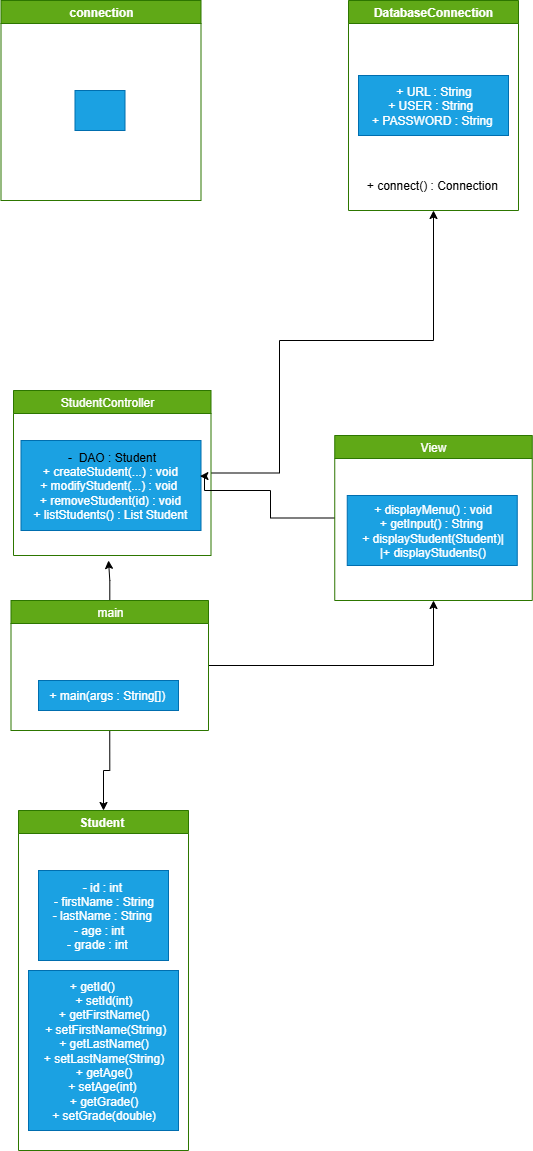 connection
DatabaseConnection
+ URL : String
+ USER : String
+ PASSWORD : String
+ connect() : Connection
StudentController
- DAO : Student
+ createStudent(...) : void
+ modifyStudent(...) : void
+ removeStudent(id) : void
+ listStudents() : List Student
View
+ displayMenu() : void
+ getInput() : String
+ displayStudent(Student)|
|+ displayStudents()
main
+ main(args : String[])
Student
- id : int
- firstName : String
- lastName : String
- age : int
- grade : int
+ getId()
+ setId(int)
+ getFirstName()
+ setFirstName(String)
+ getLastName()
+ setLastName(String)
+ getAge()
+ setAge(int)
+ getGrade()
+ setGrade(double)